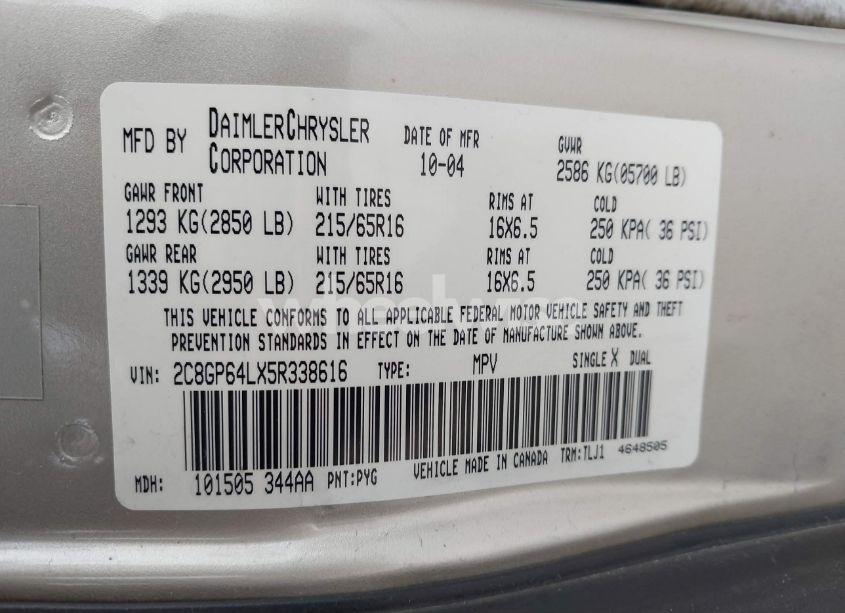 MFD BY DAIMLERCHRYSLER CORPORATION DATE OF MFR 10-04 GVWR 2586 KG(05700 LB)
GAWR FRONT WITH TIRES RIMS AT COLD
1293 KG(2850 LB) 215/65R16 16X6.5 250 KPA( 36 PSI)
GAWR REAR WITH TIRES RIMS AT COLD
1339 KG(2950 LB) 215/65R16 16X6.5 250 KPA( 36 PSI)
THIS VEHICLE CONFORMS TO ALL APPLICABLE FEDERAL MOTOR VEHICLE SAFETY AND THEFT
PREVENTION STANDARDS IN EFFECT ON THE DATE OF MANUFACTURE SHOWN ABOVE.
VIN: 2C8GP64LX5R338616 TYPE: MPV SINGLE X DUAL
MDH: 101505 344AA PNT:PYG VEHICLE MADE IN CANADA TRM:TLJ1 4648505